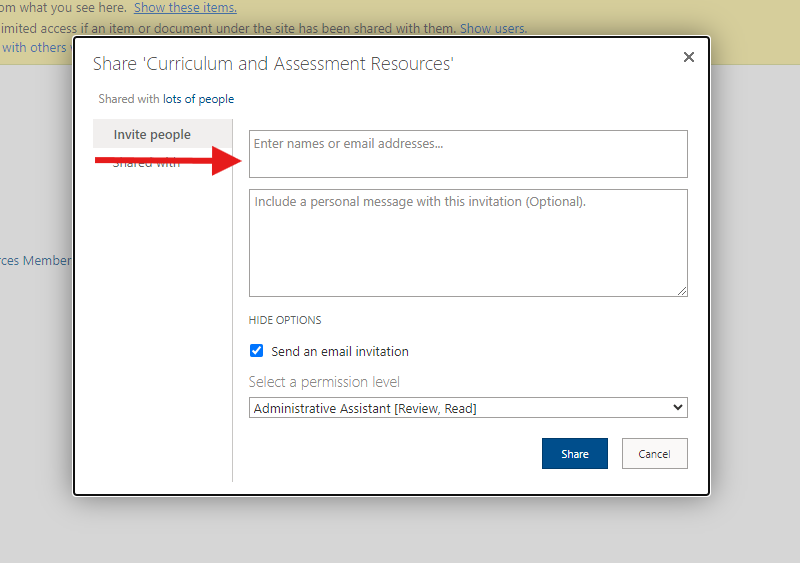 om what you see here. Show these items.
imited access if an item or document under the site has been shared with them. Show users.
with others
Share 'Curriculum and Assessment Resources'
Shared with lots of people
Invite people
Shared with
Enter names or email addresses...
Include a personal message with this invitation (Optional).
rces Member
HIDE OPTIONS
Send an email invitation
Select a permission level
Administrative Assistant [Review, Read]
Share Cancel